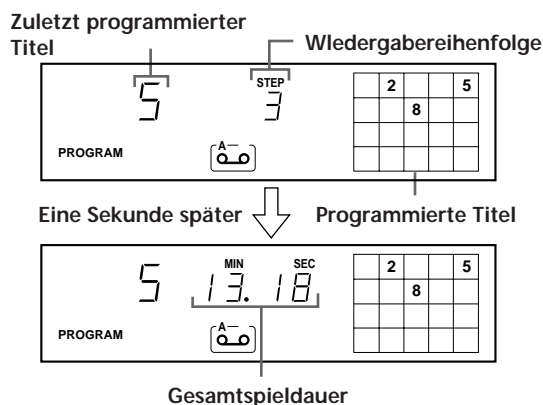 Zuletzt programmierter
Titel
Wledergabereihenfolge
5
STEP
3
2 5
8
PROGRAM
A
Eine Sekunde später
Programmierte Titel
5
MIN SEC
13. 18
2 5
8
PROGRAM
A
Gesamtspieldauer